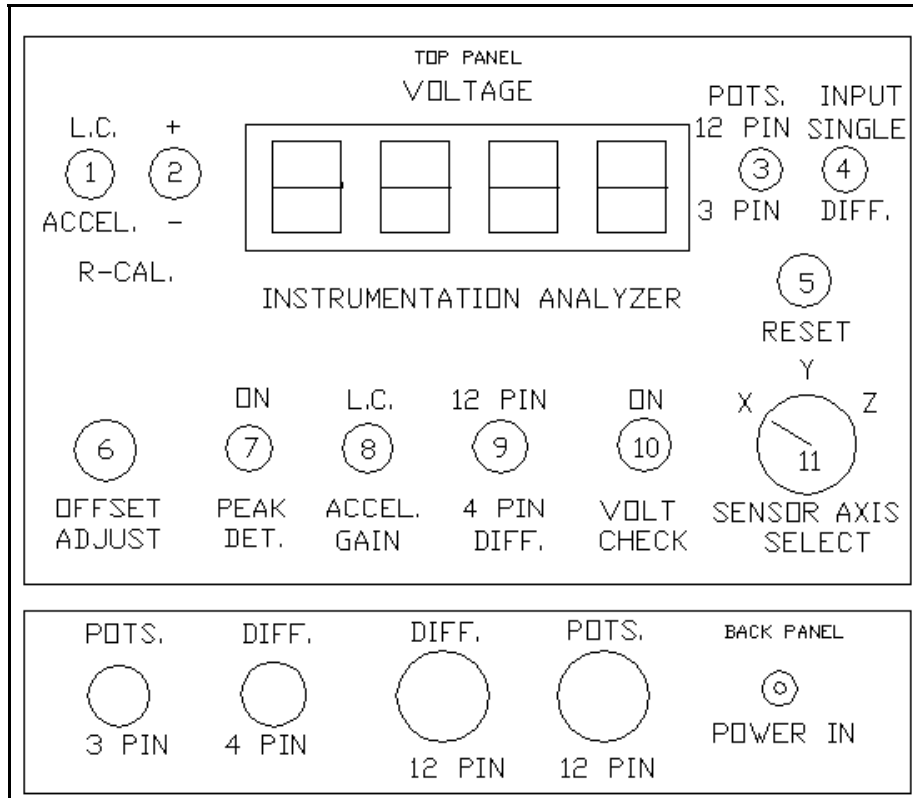 TOP PANEL
VOLTAGE
POTS. INPUT
L.C. + 12 PIN SINGLE
1 2 3 4
ACCEL. - 3 PIN DIFF.
R-CAL.
5
INSTRUMENTATION ANALYZER
RESET
Y
ON L.C. 12 PIN ON X Z
6 7 8 9 10 11
OFFSET PEAK ACCEL. 4 PIN VOLT SENSOR AXIS
ADJUST DET. GAIN DIFF. CHECK SELECT
POTS. DIFF. DIFF. POTS. BACK PANEL
3 PIN 4 PIN POWER IN
12 PIN 12 PIN